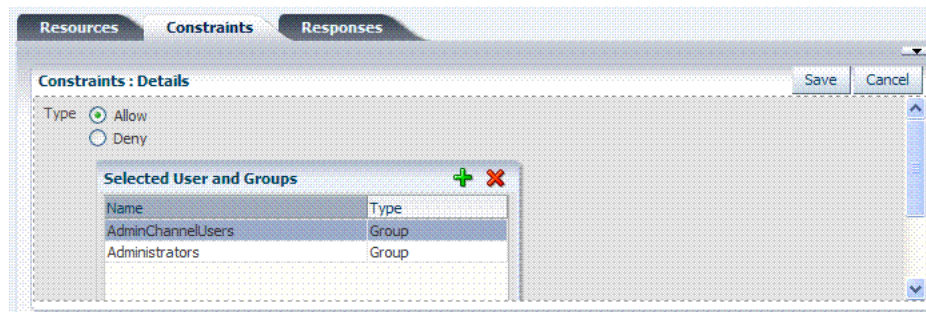 Resources Constraints Responses
Constraints : Details Save Cancel
Type Allow
Deny
Selected User and Groups
Name Type
AdminChannelUsers Group
Administrators Group